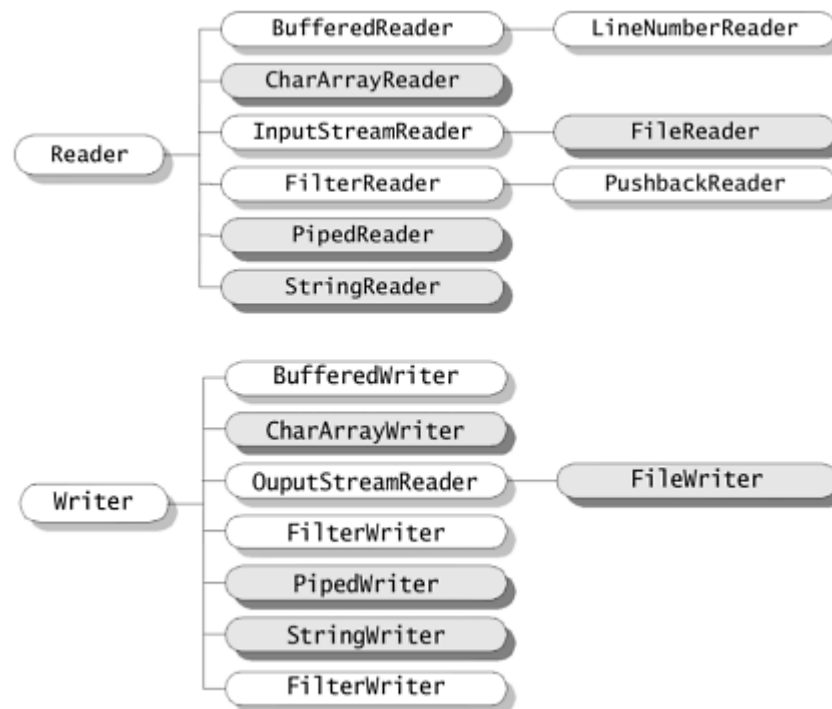 BufferedReader LineNumberReader
CharArrayReader
InputStreamReader FileReader
Reader
FilterReader PushbackReader
PipedReader
StringReader
BufferedWriter
CharArrayWriter
OuputStreamReader FileWriter
Writer
FilterWriter
PipedWriter
StringWriter
FilterWriter